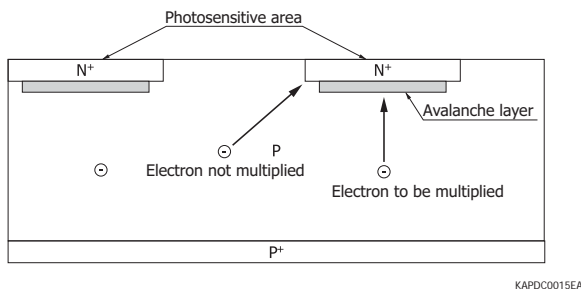 Photosensitive area
N+ N+
Avalanche layer
P
Electron not multiplied
Electron to be multiplied
P+
KAPDC0015EA